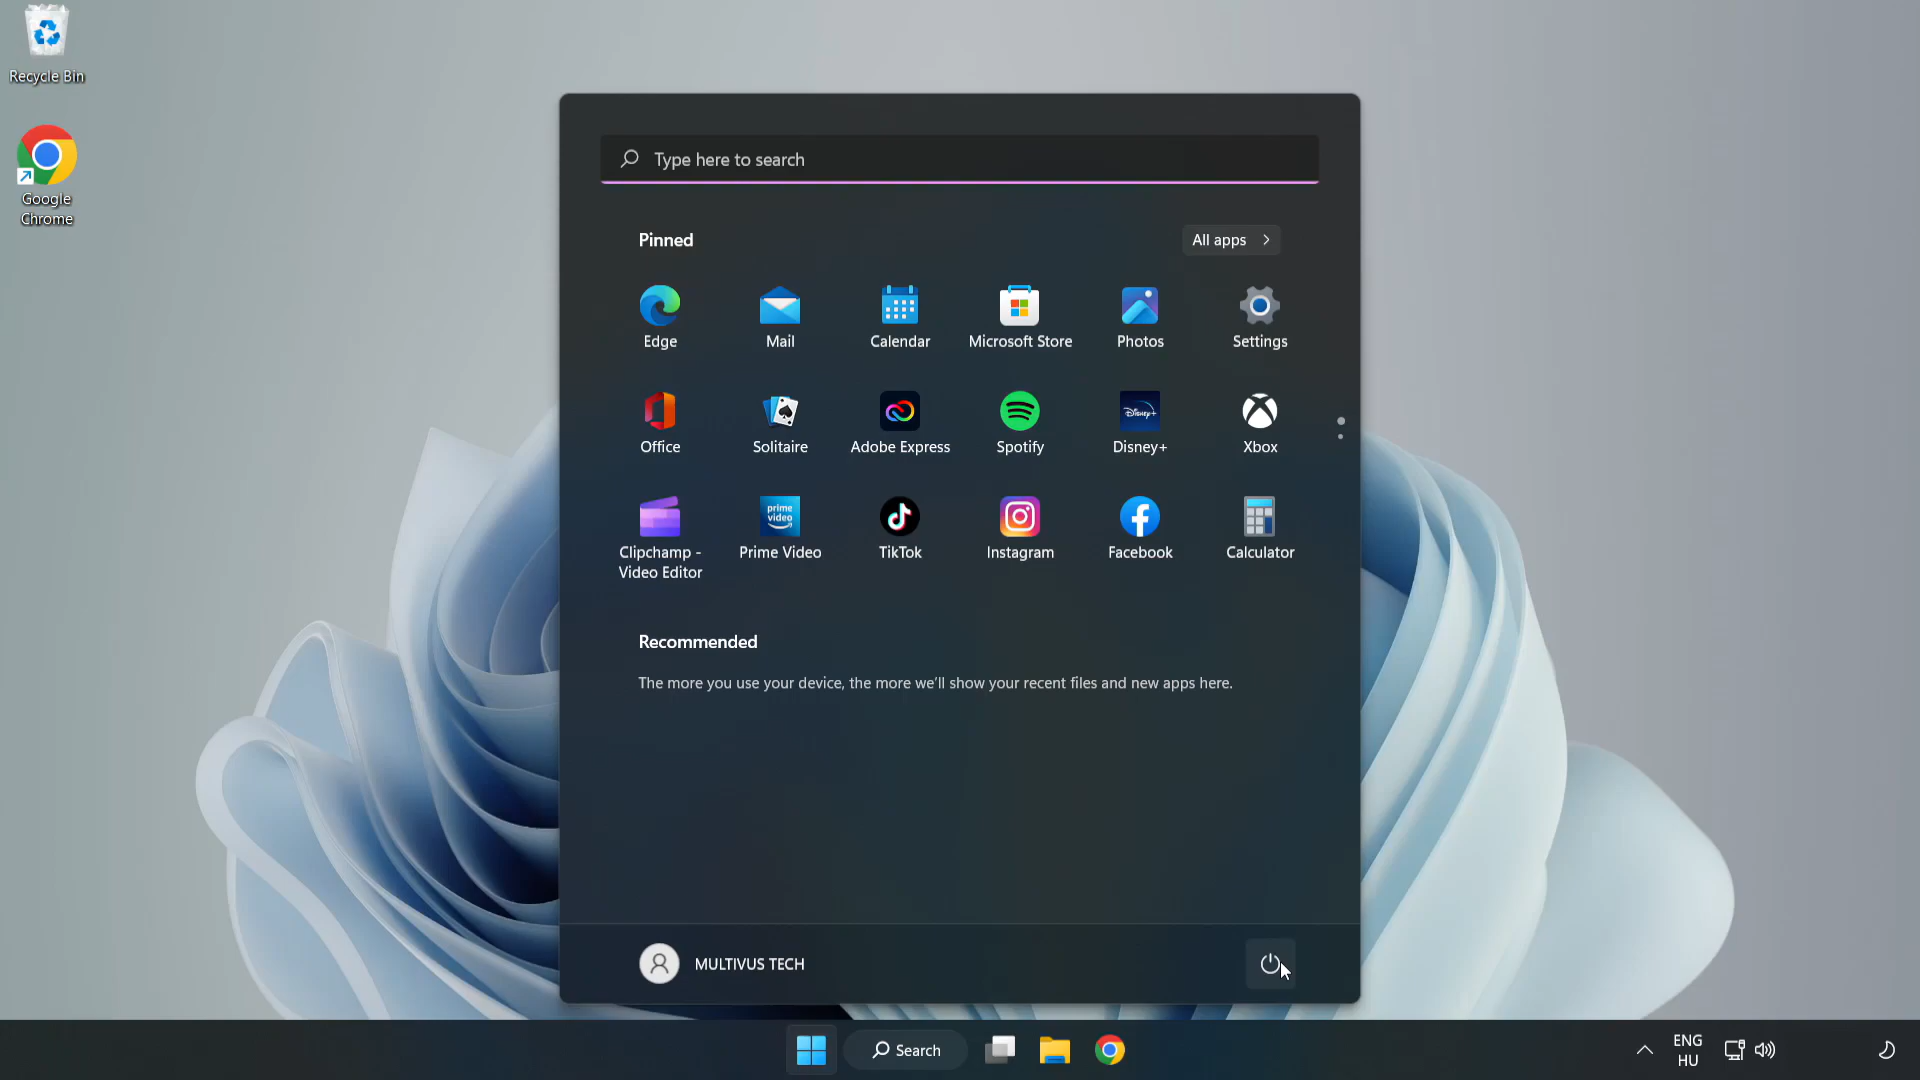 Recycle Bin
Google
Chrome
Type here to search
Pinned
All apps
Edge
Mail
Calendar
Microsoft Store
Photos
Settings
Office
Solitaire
Adobe Express
Spotify
Disney+
Disney+
Xbox
prime
video
Clipchamp -
Video Editor
Prime Video
TikTok
Instagram
Facebook
Calculator
Recommended
The more you use your device, the more we'll show your recent files and new apps here.
MULTIVUS TECH
Search
ENG
HU